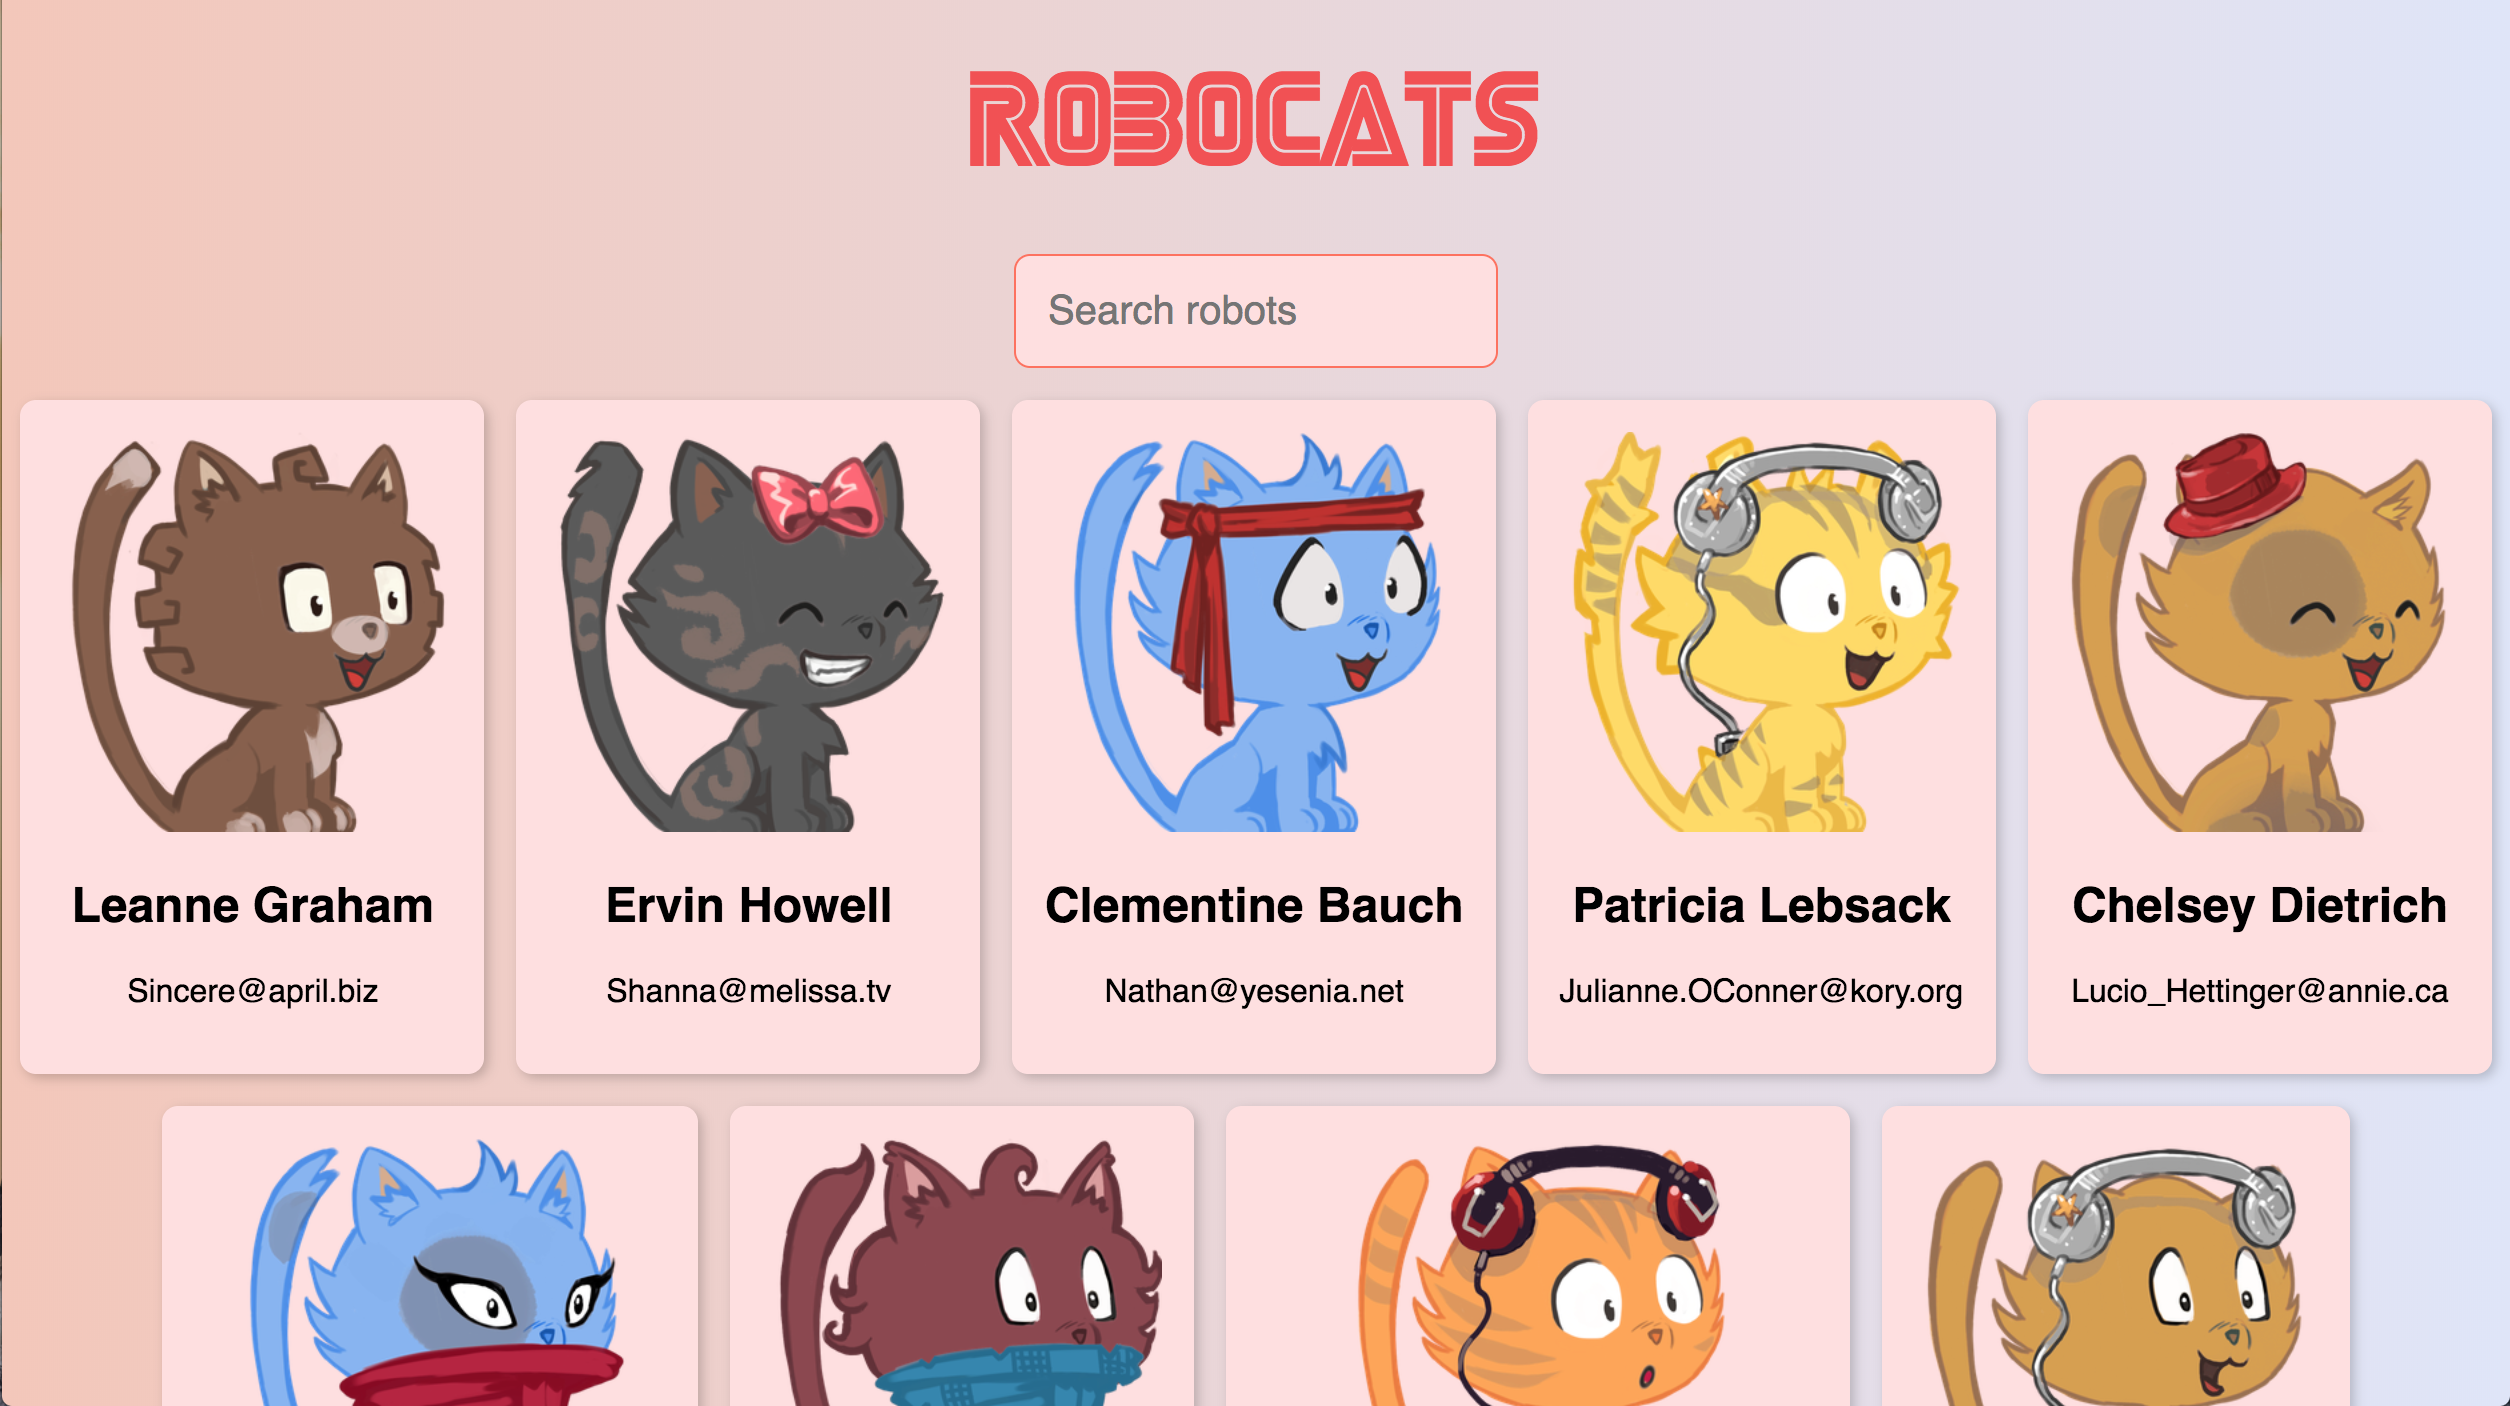 ROBOCATS
Search robots
Leanne Graham
Sincere@april.biz
Ervin Howell
Shanna@melissa.tv
Clementine Bauch
Nathan@yesenia.net
Patricia Lebsack
Julianne.OConner@kory.org
Chelsey Dietrich
Lucio_Hettinger@annie.ca